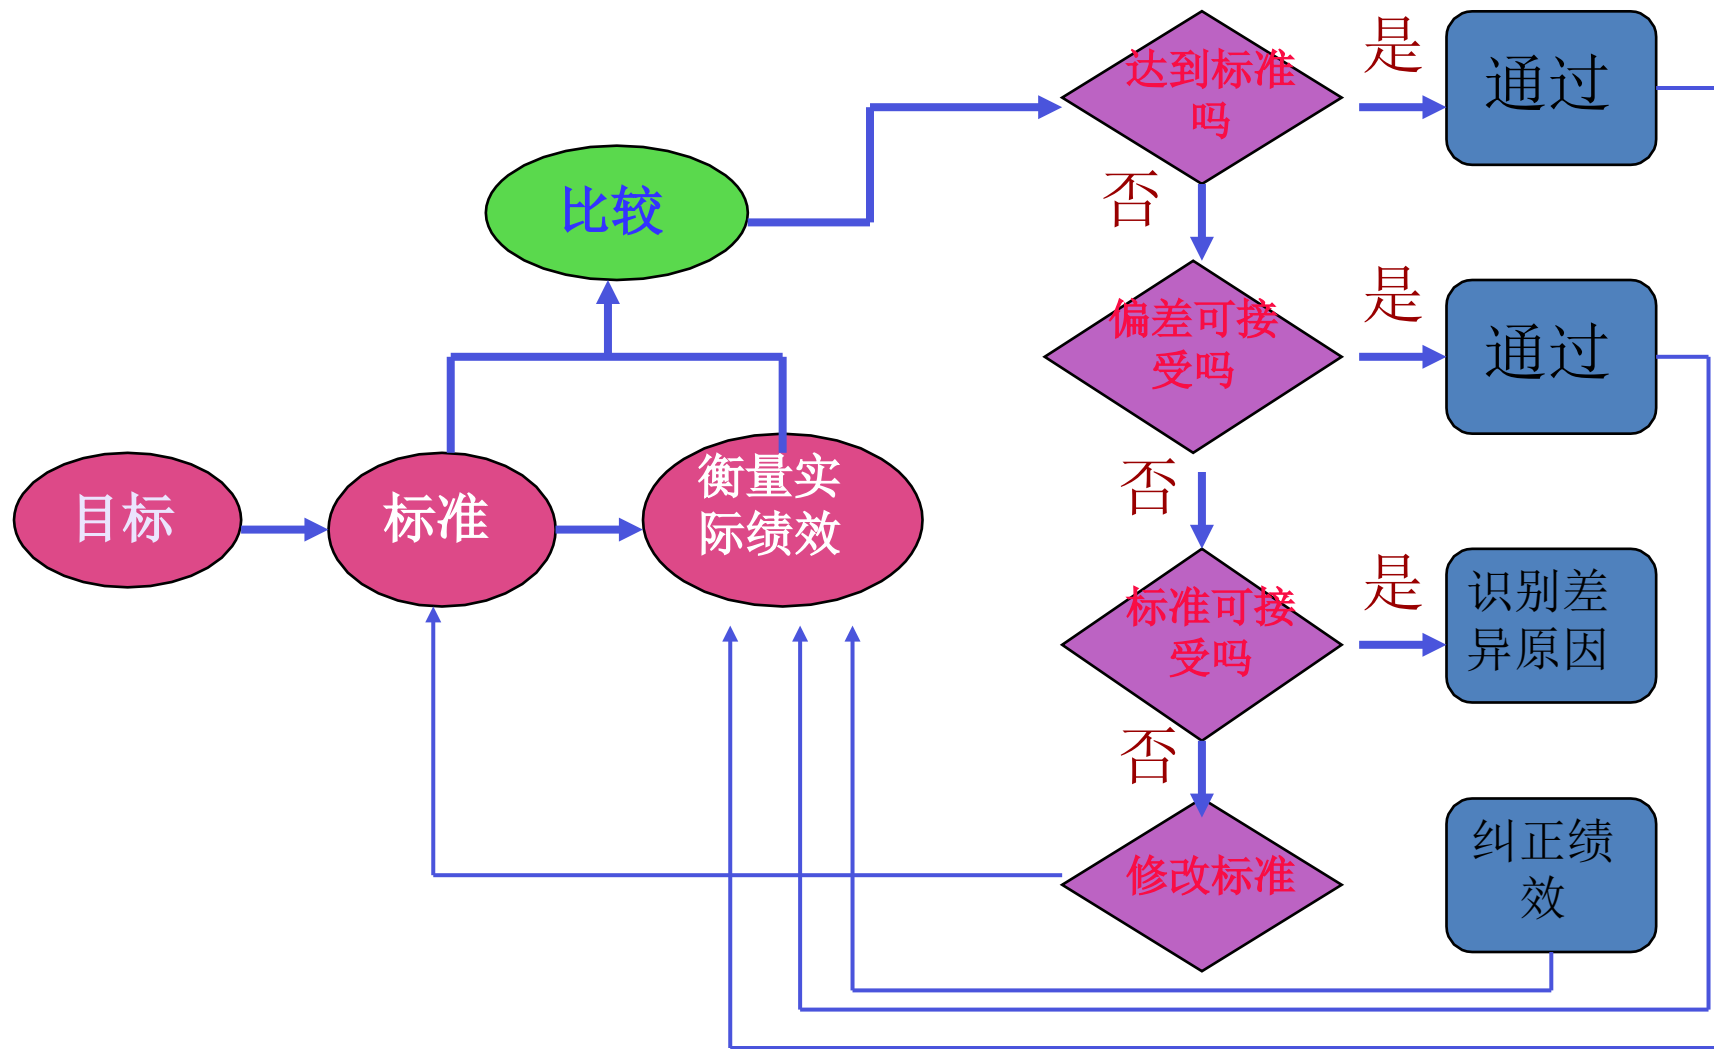 达到标准
吗
是
通过
否
比较
偏差可接
受吗
是
通过
否
目标
标准
衡量实
际绩效
标准可接
受吗
是
识别差
异原因
否
修改标准
纠正绩
效